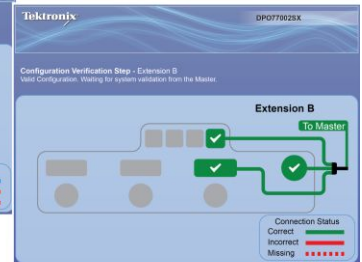 Tektronix
DPO77002SX
Configuration Verification Step - Extension B
Valid Configuration. Waiting for system validation from the Master.
Extension B
To Master
Connection Status
Correct
Incorrect
Missing